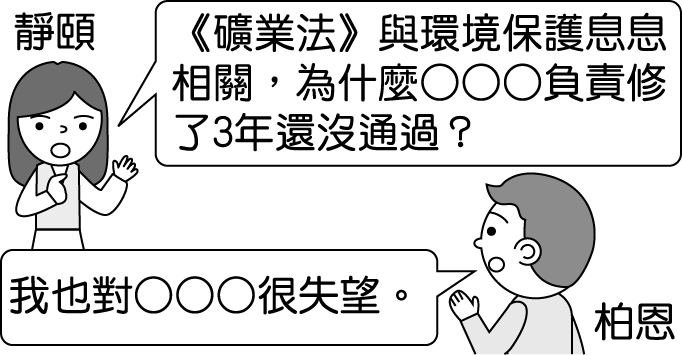 靜頤
《礦業法》與環境保護息息
相關，為什麼○○○負責修
了3年還沒通過？
我也對○○○很失望。
柏恩